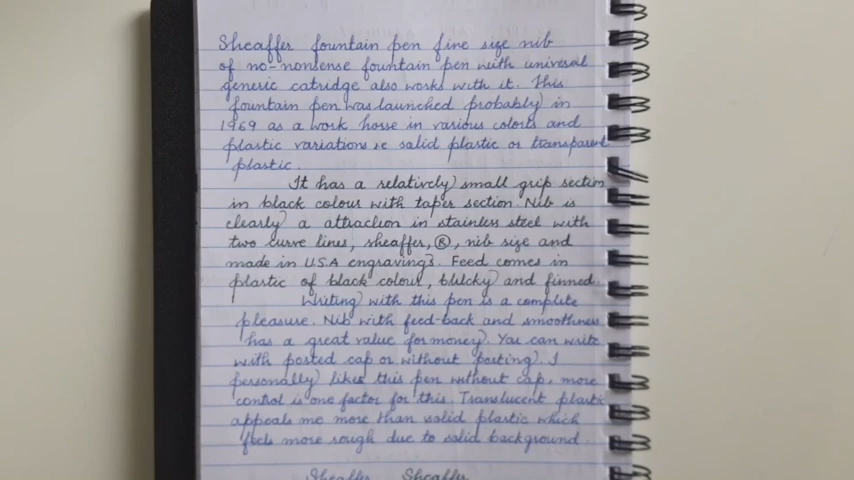 Sheaffer fountain pen fine size nib
of no-nonsense fountain pen with universal
generic catridge also works with it. This
fountain pen was launched probably in
1969 as a work horse in various colors and
plastic variations ie salid plastic or transparent
plastic.
It has a relatively small grip section
in black colour with taper section. Nib is
clearly a attraction in stainless steel with
two curve lines, sheaffer, ®, nib size and
made in U.S.A engravings. Feed comes in
plastic of black colour, bulcky and finned.
Writing with this pen is a complete
pleasure. Nib with feed-back and smoothness
has a great value for money. You can write
with posted cap or without posting. I
personally likes this pen without cap, more
control is one factor for this. Translucent plastic
appeals me more than solid plastic which
feels more rough due to solid background.
Sheaffer Sheaffer